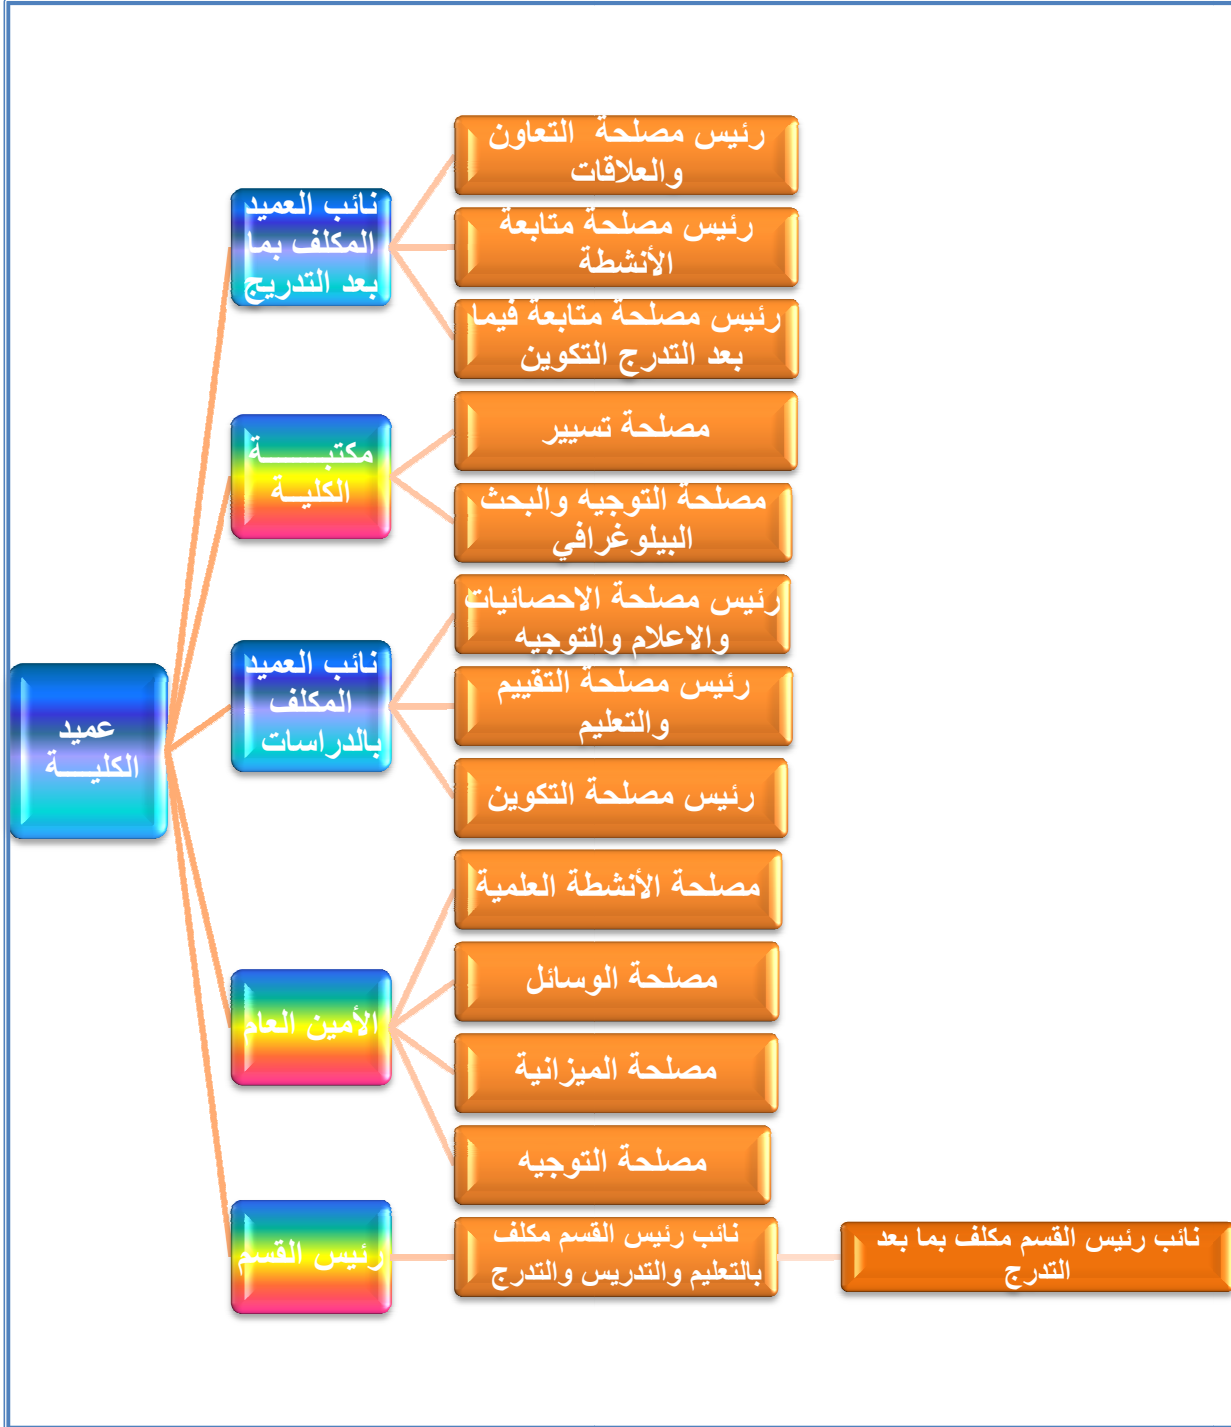 عميد
الكليـــــة
نائب العميد
المكلف بما
بعد التدريج
رئيس مصلحة التعاون
والعلاقات
رئيس مصلحة متابعة
الأنشطة
رئيس مصلحة متابعة فيما
بعد التدرج التكوين
مكتبـــــــة
الكليــة
مصلحة تسيير
مصلحة التوجيه والبحث
البيلوغرافي
نائب العميد
المكلف
بالدراسات
رئيس مصلحة الاحصائيات
والاعلام والتوجيه
رئيس مصلحة التقييم
والتعليم
رئيس مصلحة التكوين
الأمين العام
مصلحة الأنشطة العلمية
مصلحة الوسائل
مصلحة الميزانية
مصلحة التوجيه
رئيس القسم
نائب رئيس القسم مكلف
بالتعليم والتدريس والتدرج
نائب رئيس القسم مكلف بما بعد
التدرج